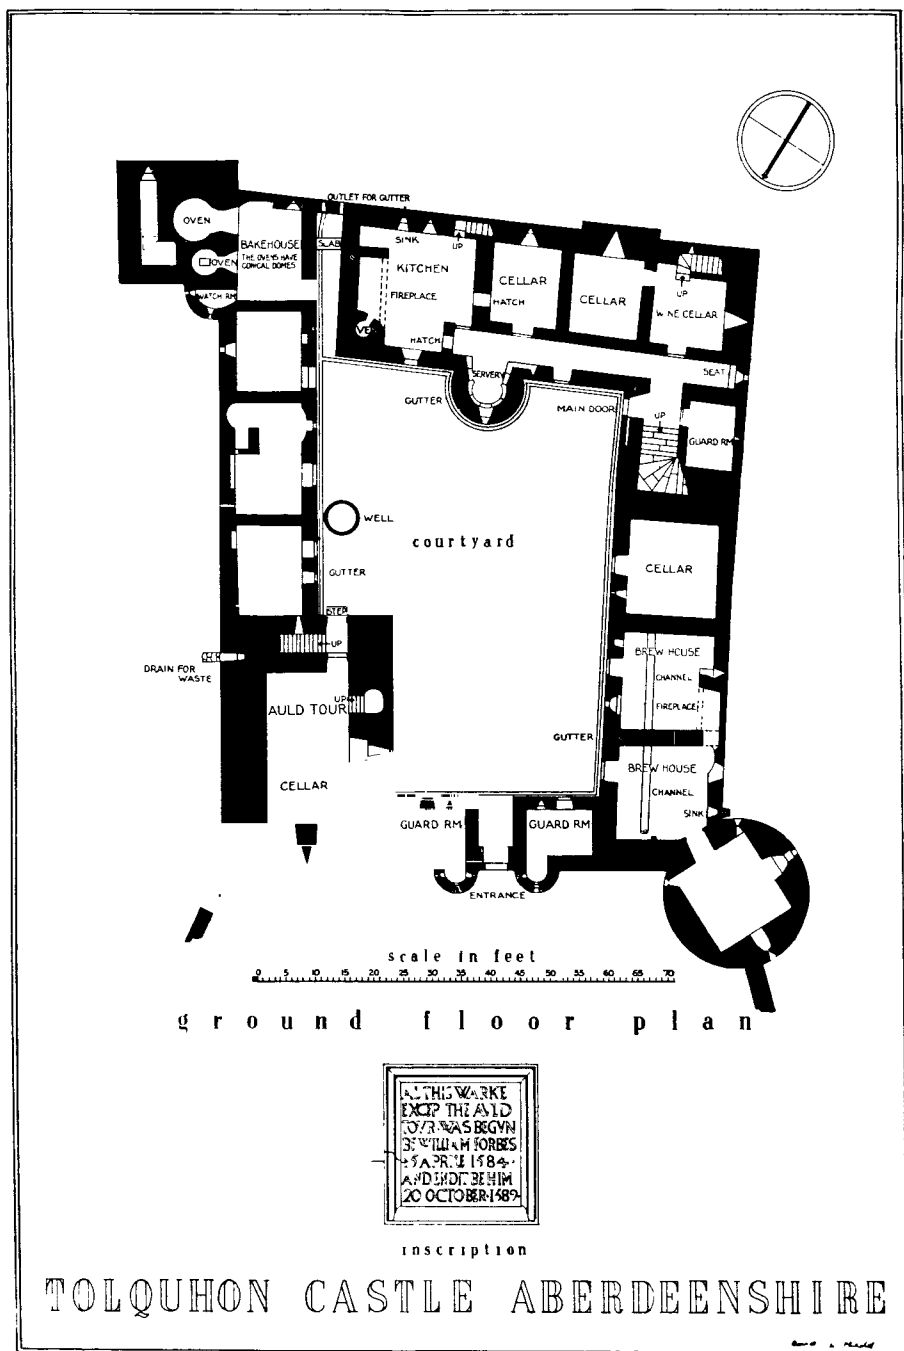 OUTLET FOR GUTTER
OVEN
BAKEHOUSE
THE OVENS HAVE
CONICAL DOMES
OVEN
SLAB
SINK
UP
KITCHEN
FIREPLACE
CELLAR
HATCH
CELLAR
UP
WINE CELLAR
WATCH RM
HATCH
SERVERY
SEAT
GUTTER
MAIN DOOR
UP
GUARD RM
WELL
courtyard
GUTTER
CELLAR
STEP
UP
DRAIN FOR
WASTE
BREW HOUSE
CHANNEL
FIREPLACE
UP
AULD TOUR
GUTTER
BREW HOUSE
CHANNEL
CELLAR
SINK
GUARD RM
GUARD RM
ENTRANCE
scale in feet
0 5 10 15 20 25 30 35 40 45 50 55 60 65 70
ground floor plan
AL THIS WARKE
EXCEP THE AVLD
TOVR WAS BEGVN
BE WILLIAM FORBES
15 APRILE 1584
AND ENDIT BE HIM
20 OCTOBER 1589
inscription
TOLQUHON CASTLE ABERDEENSHIRE